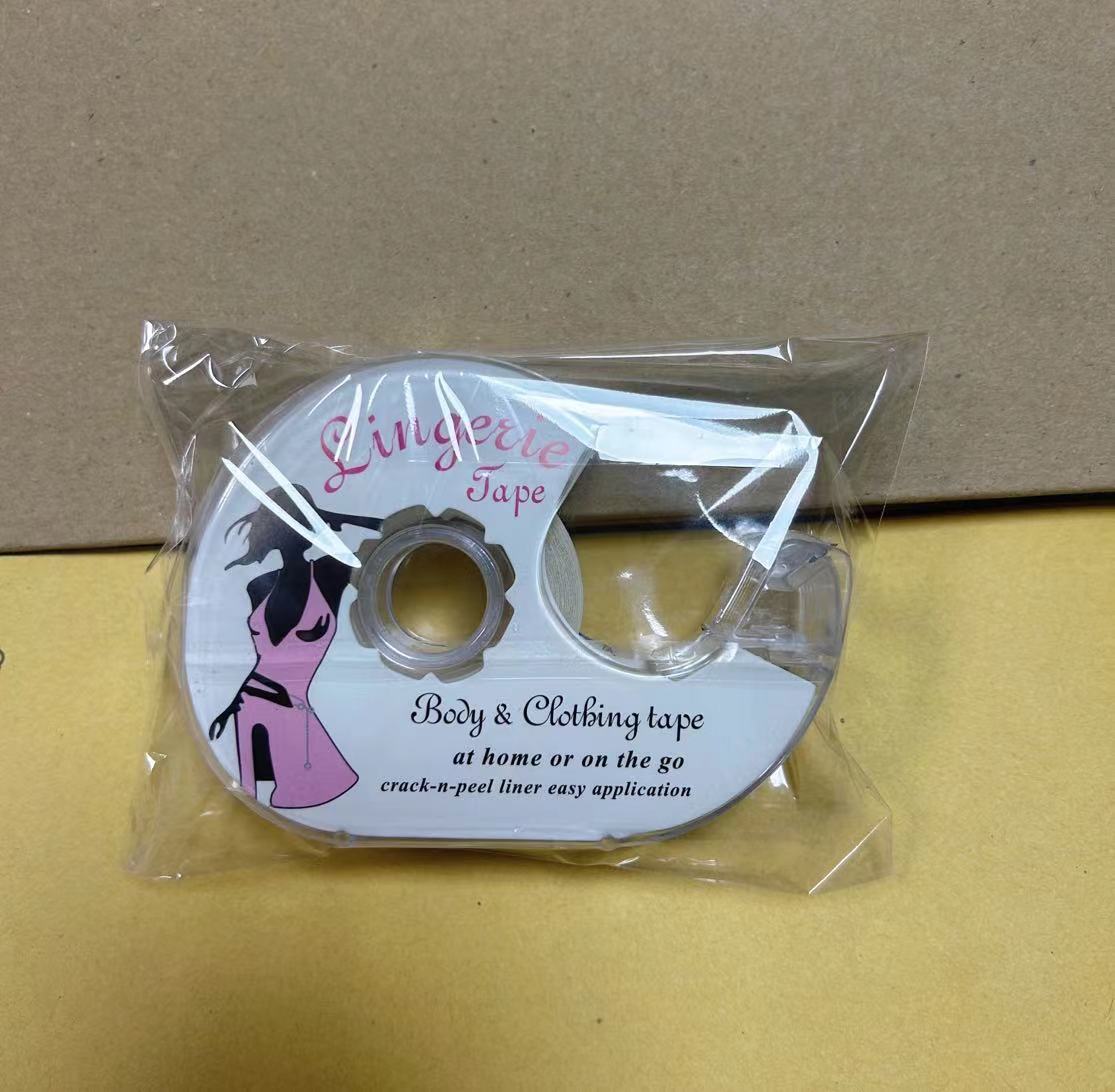 Lingerie
Tape
Body & Clothing tape
at home or on the go
crack-n-peel liner easy application